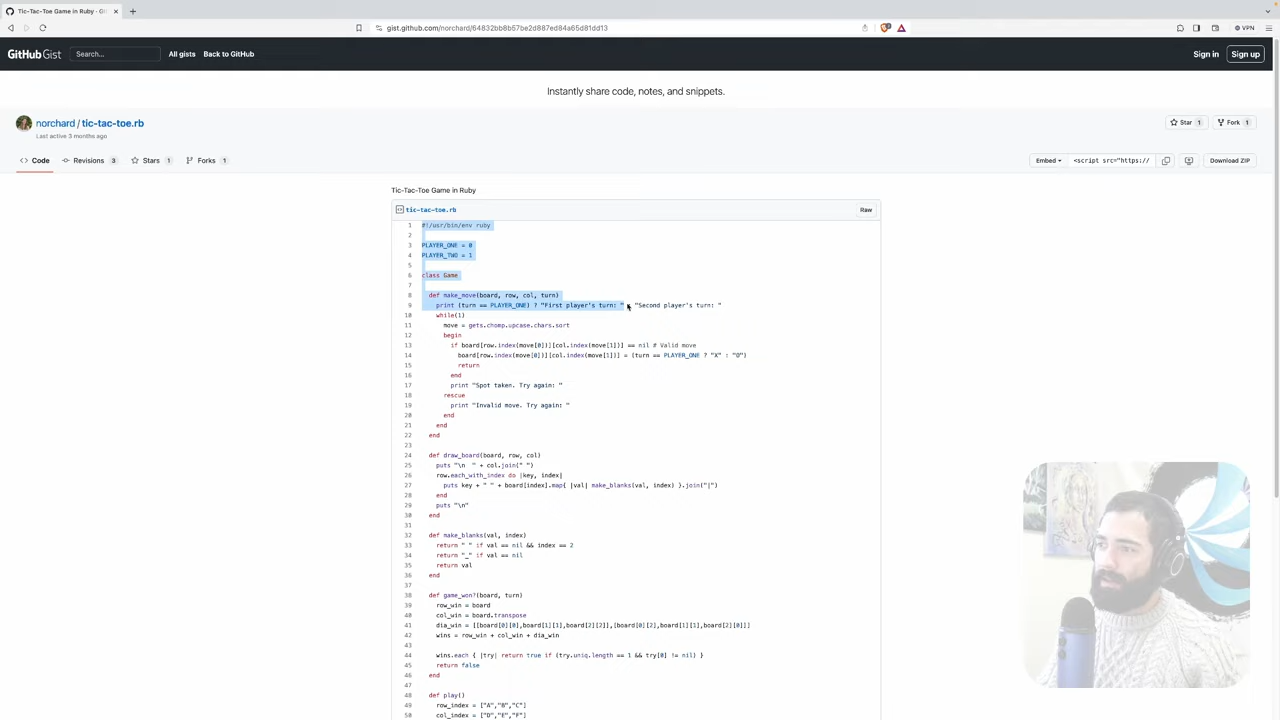 Tic-Tac-Toe Game in Ruby · Git
gist.github.com/norchard/64832bb8b57be2d887ed84a65d81dd13
VPN
GitHub Gist
Search...
All gists
Back to GitHub
Sign in
Sign up
Instantly share code, notes, and snippets.
norchard / tic-tac-toe.rb
Last active 3 months ago
Star 1
Fork 1
Code
Revisions 3
Stars 1
Forks 1
Embed
<script src="https://
Download ZIP
Tic-Tac-Toe Game in Ruby
tic-tac-toe.rb
Raw
1 #!/usr/bin/env ruby
2
3 PLAYER_ONE = 0
4 PLAYER_TWO = 1
5
6 class Game
7
8 def make_move(board, row, col, turn)
9 print (turn == PLAYER_ONE) ? "First player's turn: " : "Second player's turn: "
10 while(1)
11 move = gets.chomp.upcase.chars.sort
12 begin
13 if board[row.index(move[0])][col.index(move[1])] == nil # Valid move
14 board[row.index(move[0])][col.index(move[1])] = (turn == PLAYER_ONE ? "X" : "O")
15 return
16 end
17 print "Spot taken. Try again: "
18 rescue
19 print "Invalid move. Try again: "
20 end
21 end
22 end
23
24 def draw_board(board, row, col)
25 puts "\n  " + col.join(" ")
26 row.each_with_index do |key, index|
27 puts key + " " + board[index].map{ |val| make_blanks(val, index) }.join("|")
28 end
29 puts "\n"
30 end
31
32 def make_blanks(val, index)
33 return " " if val == nil && index == 2
34 return "_" if val == nil
35 return val
36 end
37
38 def game_won?(board, turn)
39 row_win = board
40 col_win = board.transpose
41 dia_win = [[board[0][0],board[1][1],board[2][2]],[board[0][2],board[1][1],board[2][0]]]
42 wins = row_win + col_win + dia_win
43
44 wins.each { |try| return true if (try.uniq.length == 1 && try[0] != nil) }
45 return false
46 end
47
48 def play()
49 row_index = ["A","B","C"]
50 col_index = ["D","E","F"]